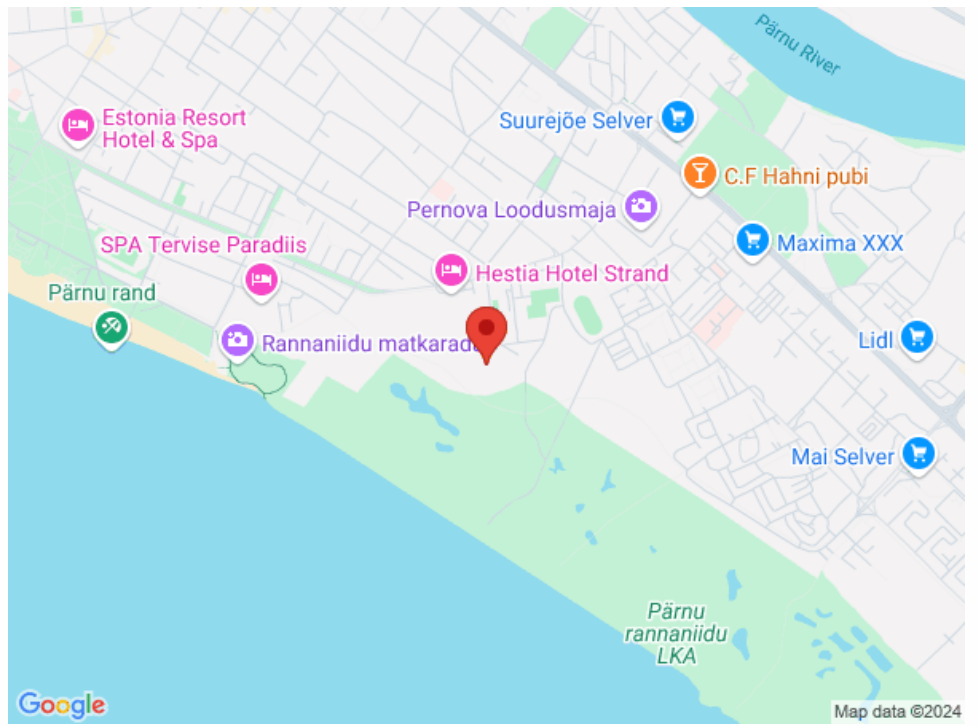 Pärnu River
Estonia Resort
Hotel & Spa
Suurejõe Selver
C.F Hahni pubi
Pernova Loodusmaja
Maxima XXX
SPA Tervise Paradiis
Hestia Hotel Strand
Pärnu rand
Rannaniidu matkarada
Lidl
Mai Selver
Pärnu
rannaniidu
LKA
Google
Map data ©2024